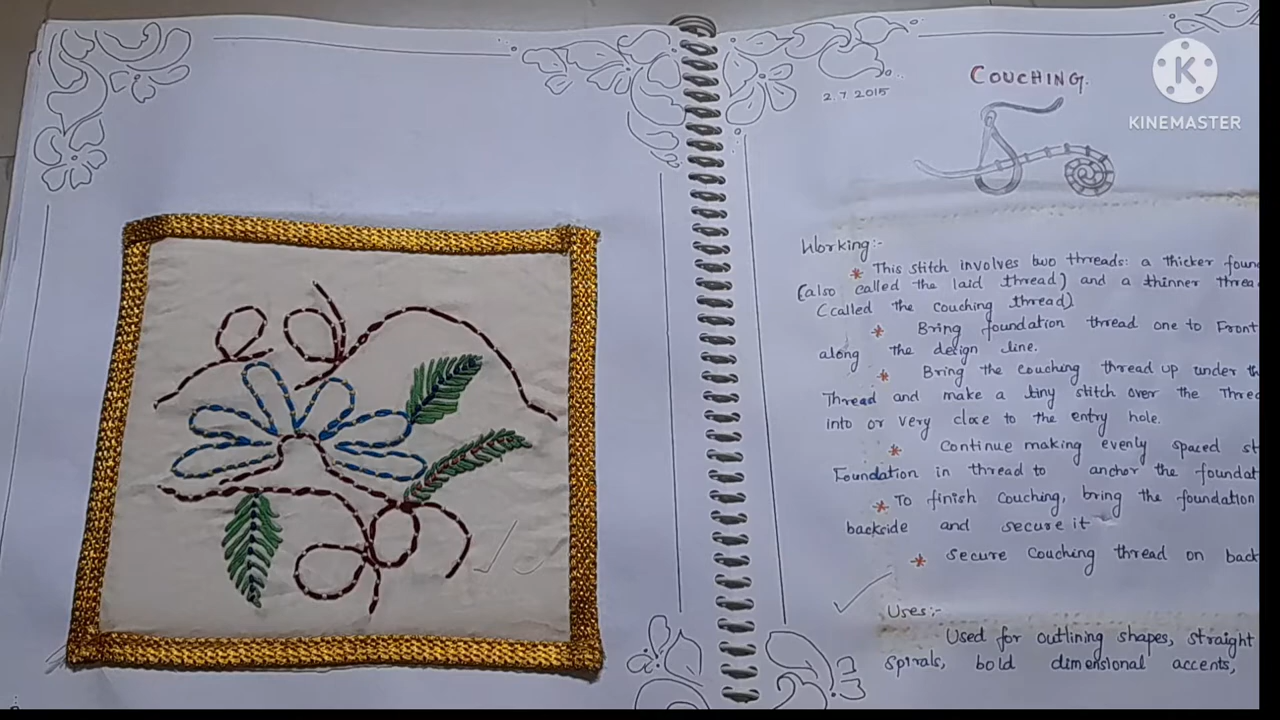 2.7.2015
COUCHING.
KINEMASTER
Working:-
* This stitch involves two threads: a thicker foun
(also called the laid thread) and a thinner threa
(called the couching thread).
* Bring foundation thread one to Front
along the design line.
* Bring the couching thread up under th
Thread and make a tiny stitch over the Threa
into or very close to the entry hole.
* Continue making evenly spaced st
Foundation in thread to anchor the foundat
* To finish couching, bring the foundation
backside and secure it
* Secure couching thread on back
Uses:-
Used for outlining shapes, straight
spirals, bold dimensional accents,